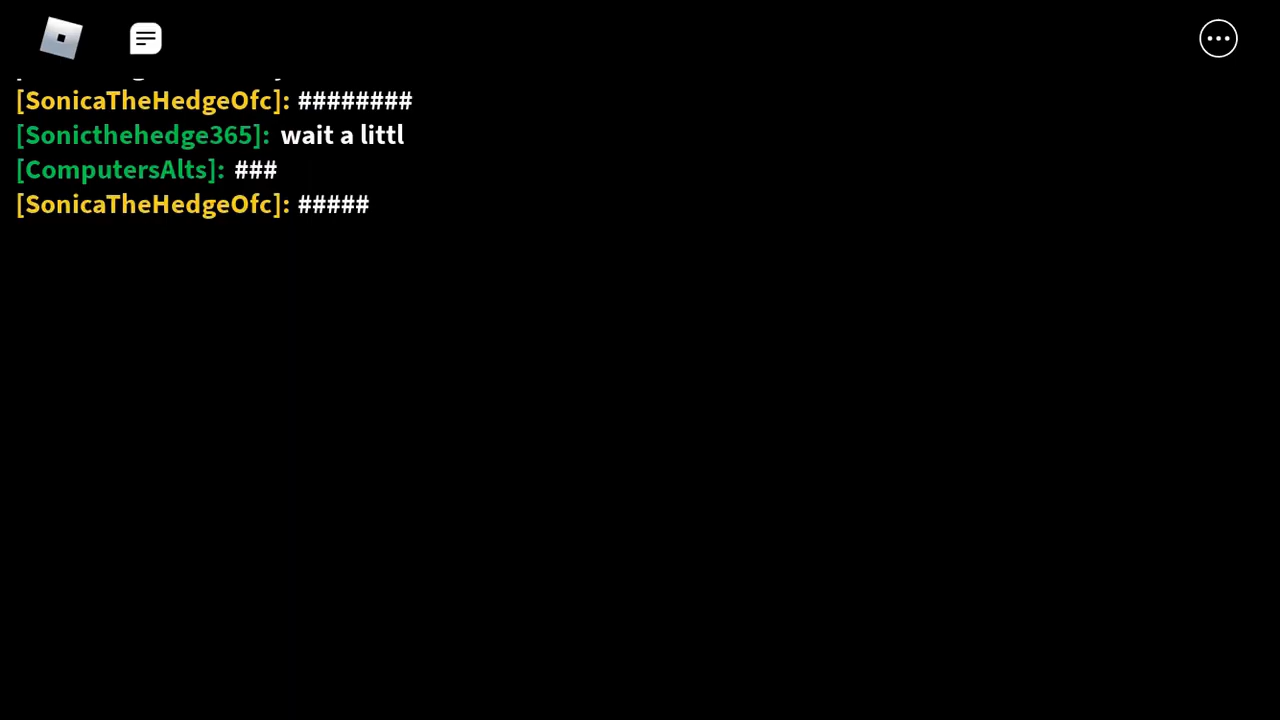 [SonicaTheHedgeOfc]: ########
[Sonicthehedge365]: wait a littl
[ComputersAlts]: ###
[SonicaTheHedgeOfc]: #####